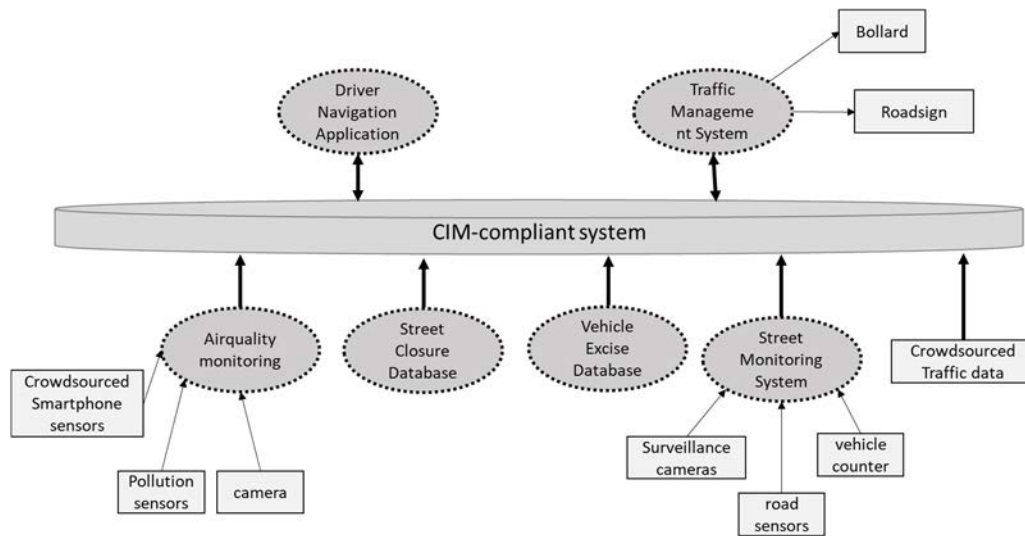 Bollard
Driver
Navigation
Application
Traffic
Manageme
nt System
Roadsign
CIM-compliant system
Airquality
monitoring
Street
Closure
Database
Vehicle
Excise
Database
Street
Monitoring
System
Crowdsourced
Traffic data
Crowdsourced
Smartphone
sensors
Pollution
sensors
camera
Surveillance
cameras
road
sensors
vehicle
counter